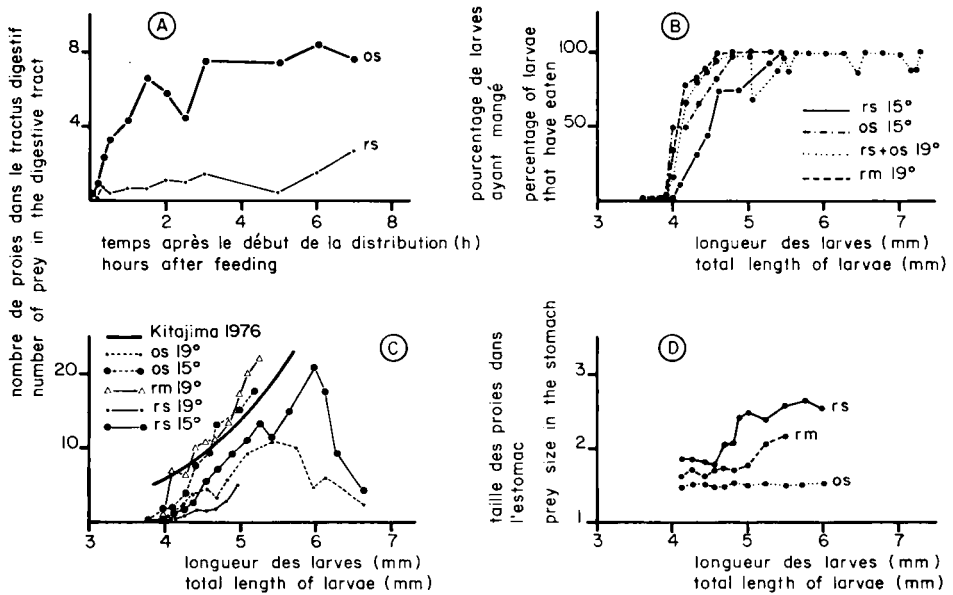 nombre de proies dans le tractus digestif
number of prey in the digestive tract
A
8
4
os
rs
2
4
6
8
temps après le début de la distribution (h)
hours after feeding
pourcentage de larves
ayant mangé
percentage of larvae
that have eaten
B
100
50
rs 15°
os 15°
rs+os 19°
rm 19°
3
4
5
6
7
longueur des larves (mm)
total length of larvae (mm)
C
Kitajima 1976
os 19°
os 15°
rm 19°
rs 19°
rs 15°
20
10
3
4
5
6
7
longueur des larves (mm)
total length of larvae (mm)
taille des proies dans
l'estomac
prey size in the stomach
D
3
2
1
rs
rm
os
3
4
5
6
7
longueur des larves (mm)
total length of larvae (mm)